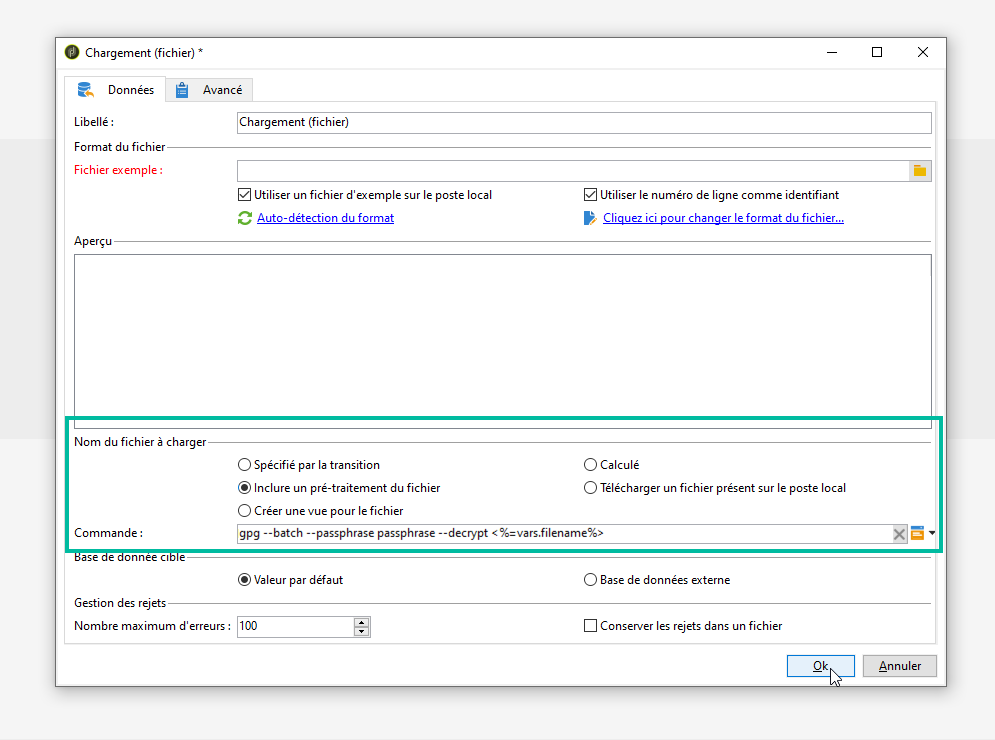 Chargement (fichier) *
Données Avancé
Libellé : Chargement (fichier)
Format du fichier
Fichier exemple :
Utiliser un fichier d'exemple sur le poste local Utiliser le numéro de ligne comme identifiant
Auto-détection du format Cliquez ici pour changer le format du fichier...
Aperçu
Nom du fichier à charger
Spécifié par la transition Calculé
Inclure un pré-traitement du fichier Télécharger un fichier présent sur le poste local
Créer une vue pour le fichier
Commande : gpg --batch --passphrase passphrase --decrypt <%=vars.filename%>
Base de donnée cible
Valeur par défaut Base de données externe
Gestion des rejets
Nombre maximum d'erreurs : 100 Conserver les rejets dans un fichier
Ok Annuler